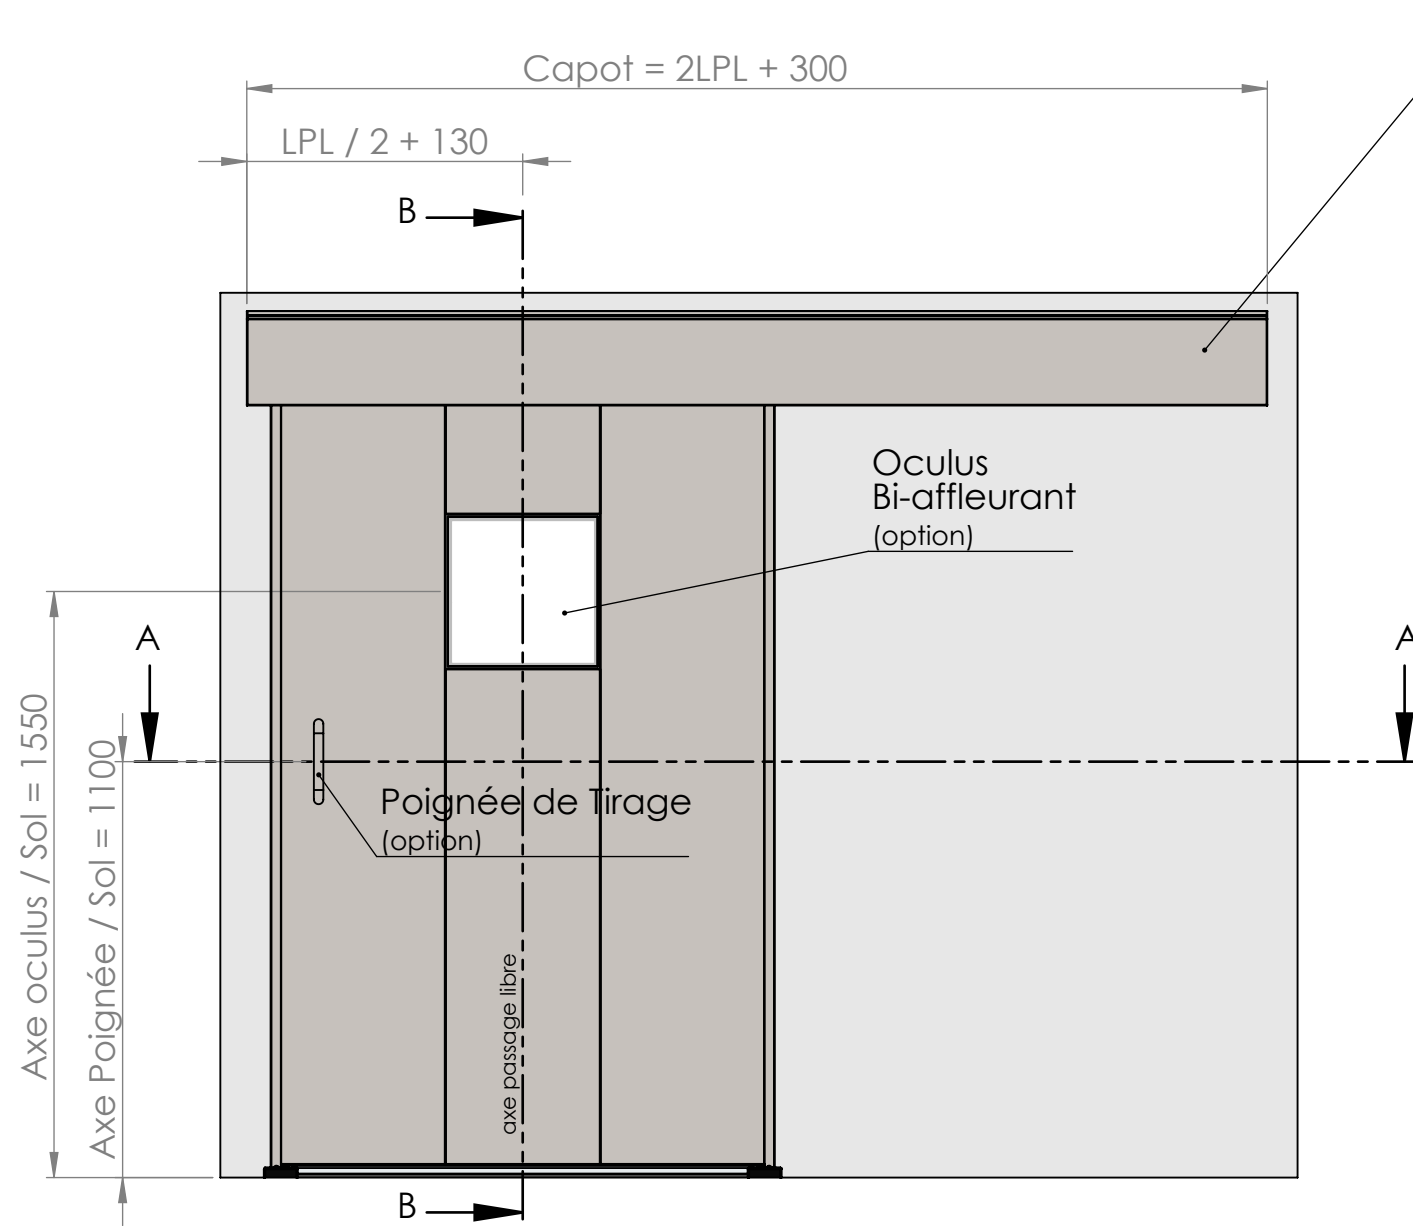 Capot = 2LPL + 300
LPL / 2 + 130
B
Oculus
Bi-affleurant
(option)
A
A
Axe oculus / Sol = 1550
Axe Poignée / Sol = 1100
Poignée de Tirage
(option)
axe passage libre
B